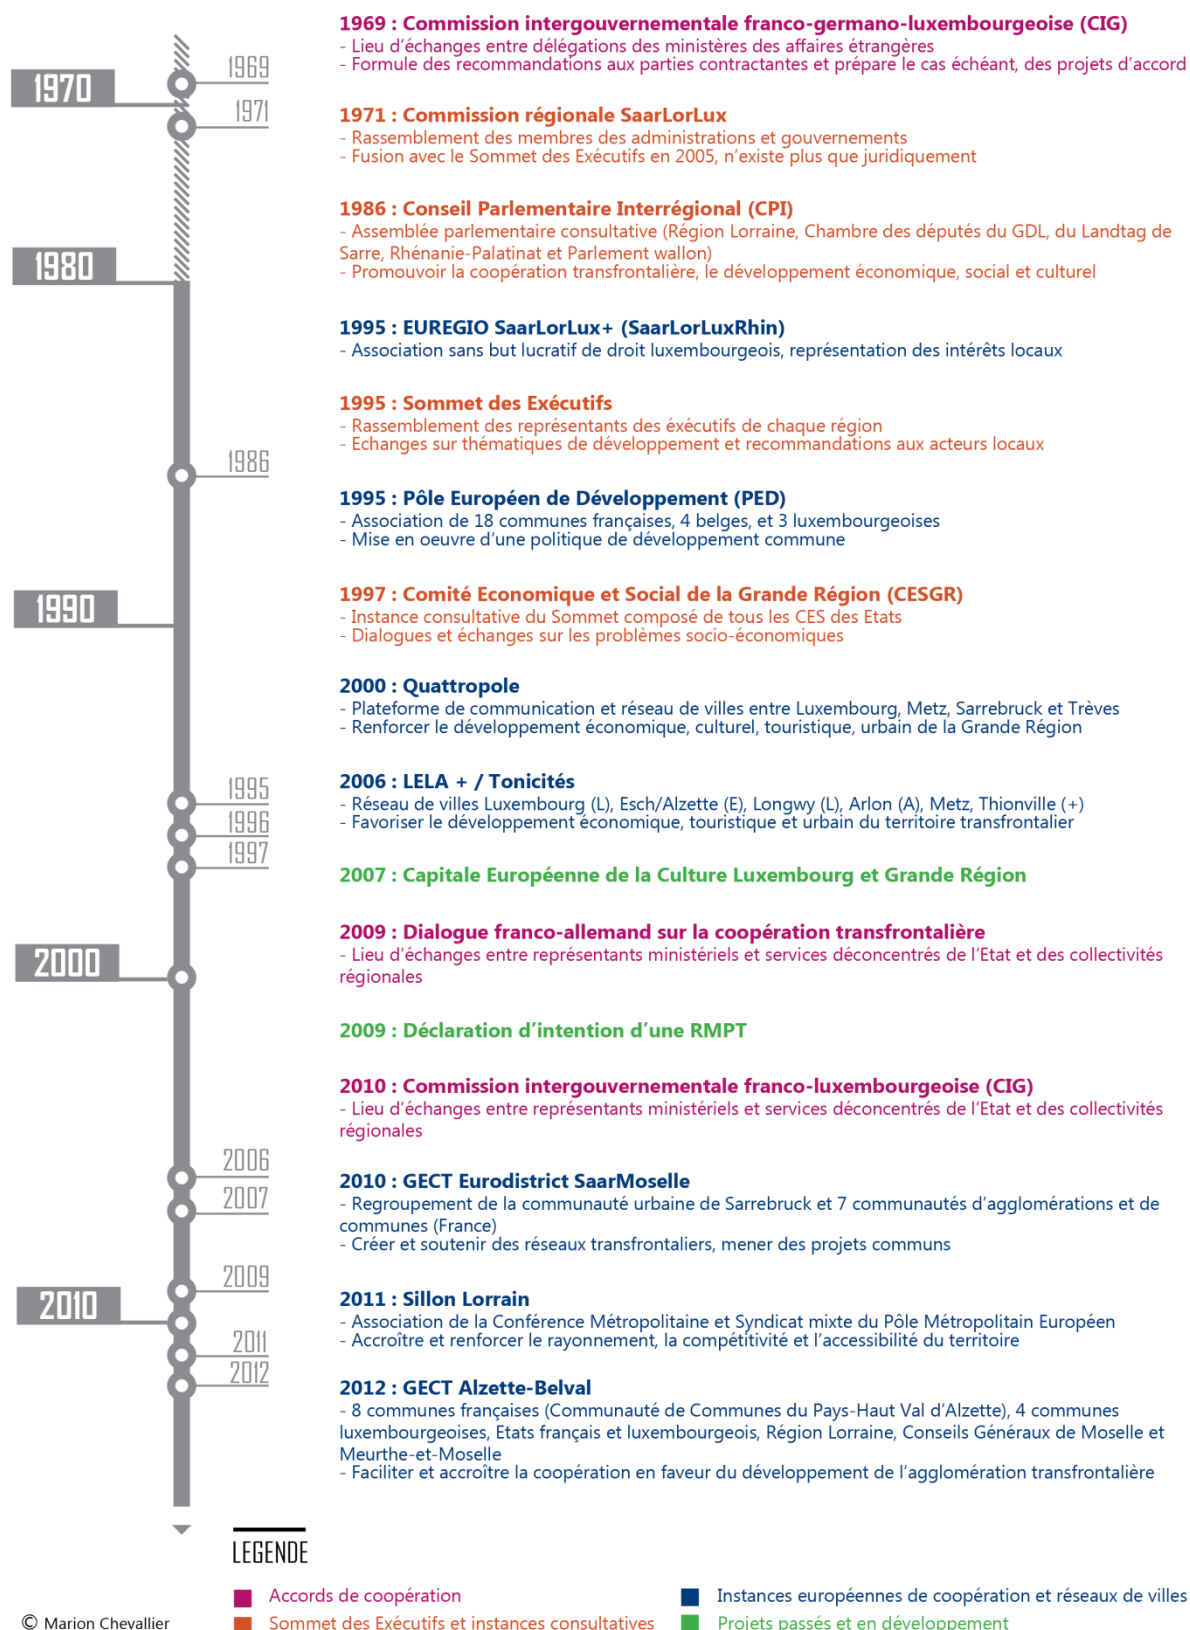 1969 : Commission intergouvernementale franco-germano-luxembourgeoise (CIG)
- Lieu d'échanges entre délégations des ministères des affaires étrangères
- Formule des recommandations aux parties contractantes et prépare le cas échéant, des projets d'accord
1969
1970
1971
1971 : Commission régionale SaarLorLux
- Rassemblement des membres des administrations et gouvernements
- Fusion avec le Sommet des Exécutifs en 2005, n'existe plus que juridiquement
1986 : Conseil Parlementaire Interrégional (CPI)
- Assemblée parlementaire consultative (Région Lorraine, Chambre des députés du GDL, du Landtag de
Sarre, Rhénanie-Palatinat et Parlement wallon)
- Promouvoir la coopération transfrontalière, le développement économique, social et culturel
1980
1995 : EUREGIO SaarLorLux+ (SaarLorLuxRhin)
- Association sans but lucratif de droit luxembourgeois, représentation des intérêts locaux
1995 : Sommet des Exécutifs
- Rassemblement des représentants des éxécutifs de chaque région
- Echanges sur thématiques de développement et recommandations aux acteurs locaux
1986
1995 : Pôle Européen de Développement (PED)
- Association de 18 communes françaises, 4 belges, et 3 luxembourgeoises
- Mise en oeuvre d'une politique de développement commune
1990
1997 : Comité Economique et Social de la Grande Région (CESGR)
- Instance consultative du Sommet composé de tous les CES des Etats
- Dialogues et échanges sur les problèmes socio-économiques
2000 : Quattropole
- Plateforme de communication et réseau de villes entre Luxembourg, Metz, Sarrebruck et Trèves
- Renforcer le développement économique, culturel, touristique, urbain de la Grande Région
1995
1996
1997
2006 : LELA + / Tonicités
- Réseau de villes Luxembourg (L), Esch/Alzette (E), Longwy (L), Arlon (A), Metz, Thionville (+)
- Favoriser le développement économique, touristique et urbain du territoire transfrontalier
2007 : Capitale Européenne de la Culture Luxembourg et Grande Région
2009 : Dialogue franco-allemand sur la coopération transfrontalière
- Lieu d'échanges entre représentants ministériels et services déconcentrés de l'Etat et des collectivités
régionales
2000
2009 : Déclaration d'intention d'une RMPT
2010 : Commission intergouvernementale franco-luxembourgeoise (CIG)
- Lieu d'échanges entre représentants ministériels et services déconcentrés de l'Etat et des collectivités
régionales
2006
2007
2010 : GECT Eurodistrict SaarMoselle
- Regroupement de la communauté urbaine de Sarrebruck et 7 communautés d'agglomérations et de
communes (France)
- Créer et soutenir des réseaux transfrontaliers, mener des projets communs
2009
2010
2011
2012
2011 : Sillon Lorrain
- Association de la Conférence Métropolitaine et Syndicat mixte du Pôle Métropolitain Européen
- Accroître et renforcer le rayonnement, la compétitivité et l'accessibilité du territoire
2012 : GECT Alzette-Belval
- 8 communes françaises (Communauté de Communes du Pays-Haut Val d'Alzette), 4 communes
luxembourgeoises, Etats français et luxembourgeois, Région Lorraine, Conseils Généraux de Moselle et
Meurthe-et-Moselle
- Faciliter et accroître la coopération en faveur du développement de l'agglomération transfrontalière
LEGENDE
Accords de coopération
Instances européennes de coopération et réseaux de villes
Sommet des Exécutifs et instances consultatives
Projets passés et en développement
© Marion Chevallier